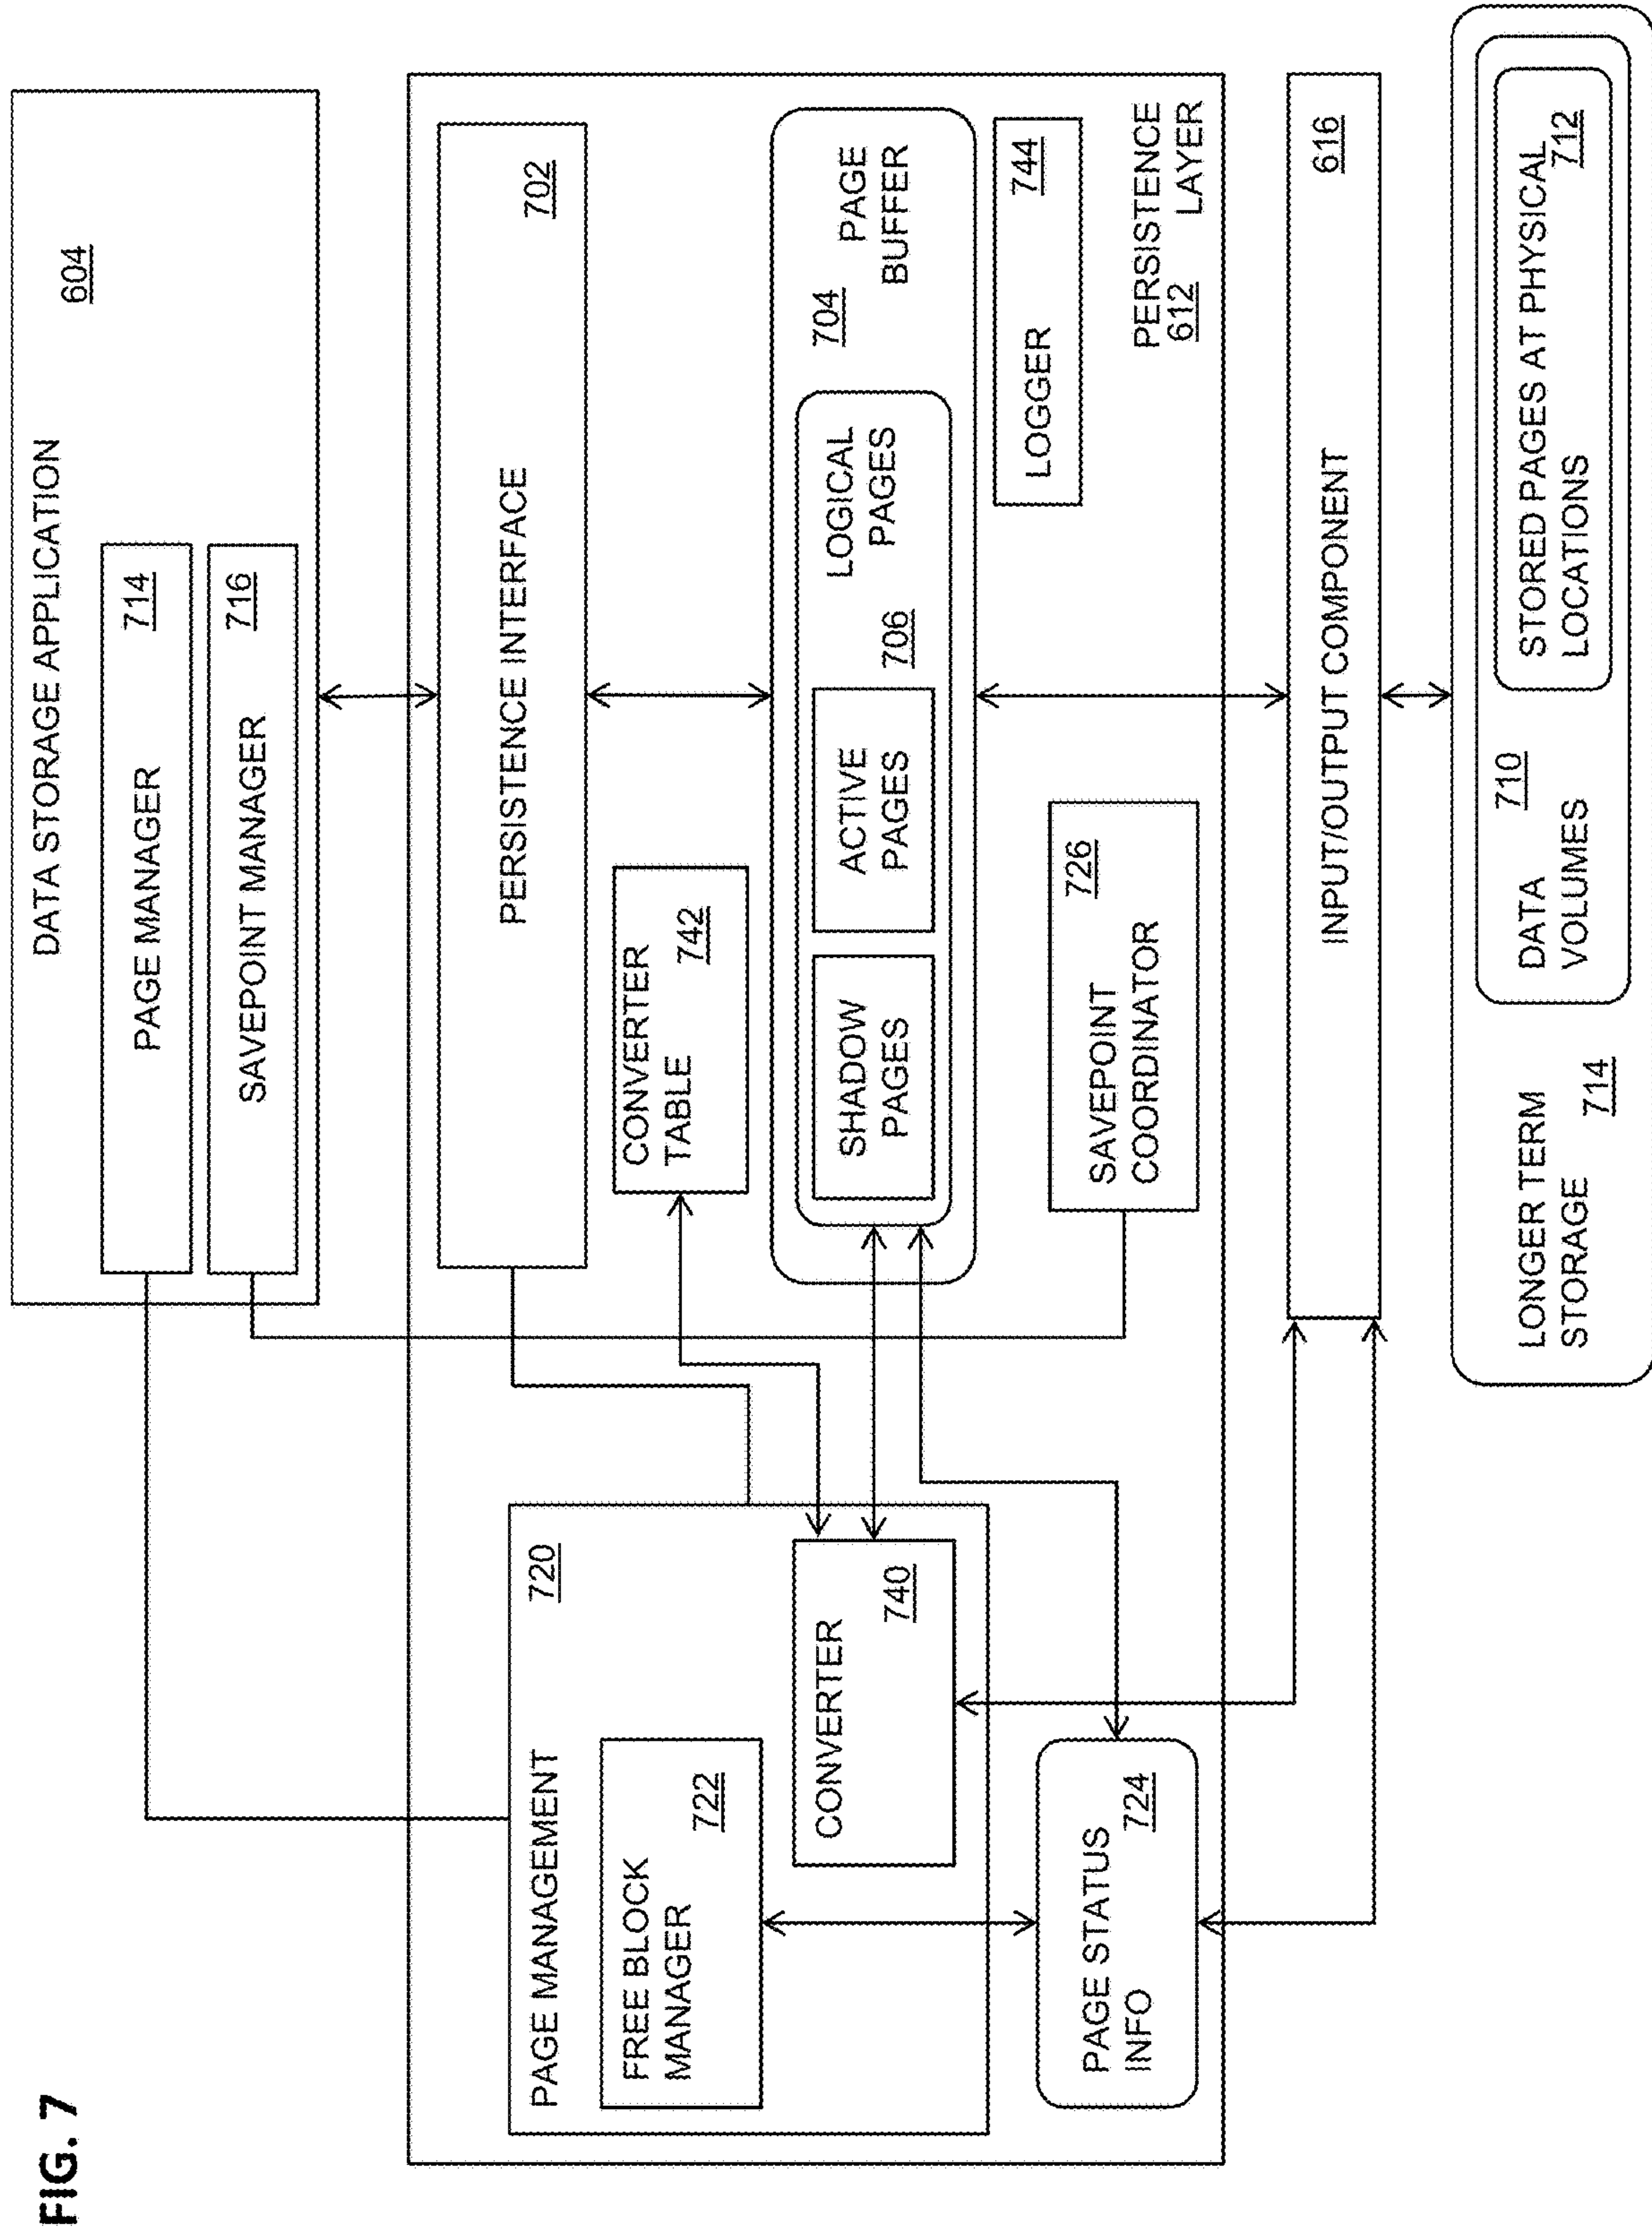 FIG. 7
DATA STORAGE APPLICATION
604
PAGE MANAGER
714
SAVEPOINT MANAGER
716
PERSISTENCE INTERFACE
702
PAGE MANAGEMENT
720
FREE BLOCK
MANAGER
722
CONVERTER
740
CONVERTER
TABLE
742
SHADOW
PAGES
ACTIVE
PAGES
706
LOGICAL
PAGES
704
PAGE
BUFFER
PAGE STATUS
INFO
724
SAVEPOINT
COORDINATOR
726
LOGGER
744
PERSISTENCE
612
LAYER
INPUT/OUTPUT COMPONENT
616
LONGER TERM
STORAGE
714
DATA
VOLUMES
710
STORED PAGES AT PHYSICAL
LOCATIONS
712